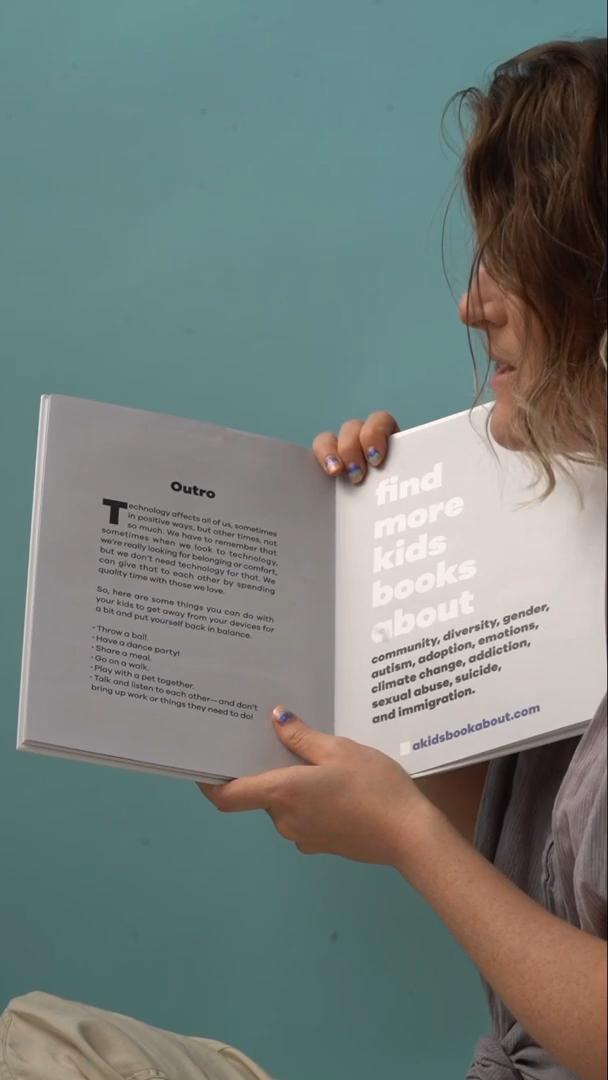 Outro
Technology affects all of us, sometimes
in positive ways, but other times, not
so much. We have to remember that
sometimes when we look to technology,
we're really looking for belonging or comfort,
but we don't need technology for that. We
can give that to each other by spending
quality time with those we love.
So, here are some things you can do with
your kids to get away from your devices for
a bit and put yourself back in balance.
• Throw a ball.
• Have a dance party!
• Share a meal.
• Go on a walk.
• Play with a pet together.
• Talk and listen to each other—and don't
bring up work or things they need to do!
find
more
kids
books
about
community, diversity, gender,
autism, adoption, emotions,
climate change, addiction,
sexual abuse, suicide,
and immigration.
akidsbookabout.com